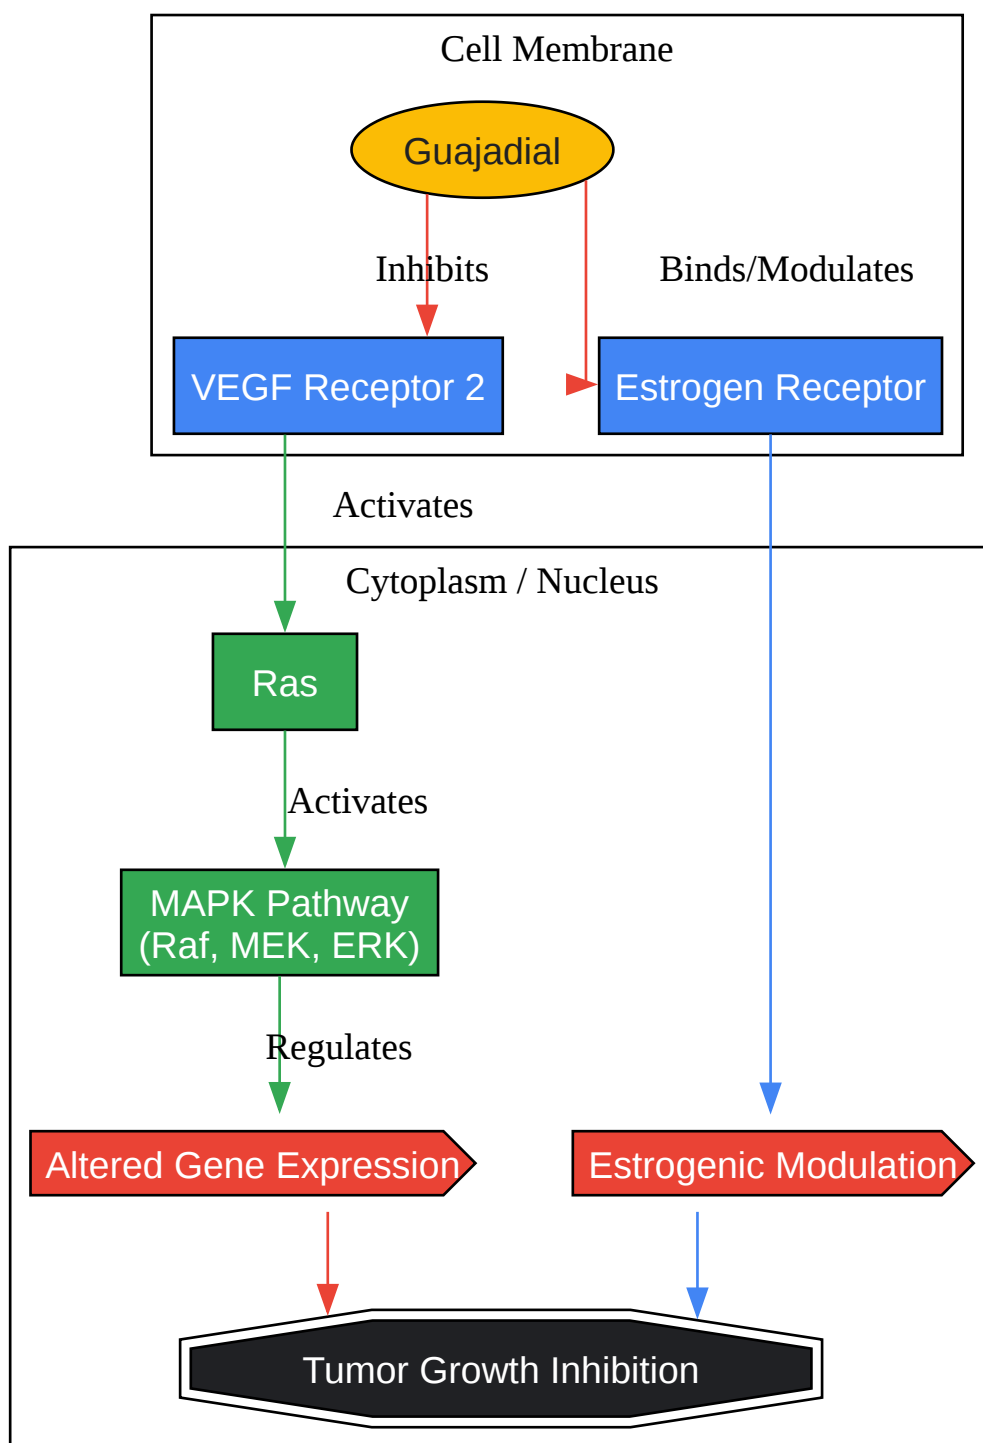 Cell Membrane
Guajadial
Inhibits
Binds/Modulates
VEGF Receptor 2
Estrogen Receptor
Activates
Cytoplasm / Nucleus
Ras
Activates
MAPK Pathway
(Raf, MEK, ERK)
Regulates
Altered Gene Expression
Estrogenic Modulation
Tumor Growth Inhibition